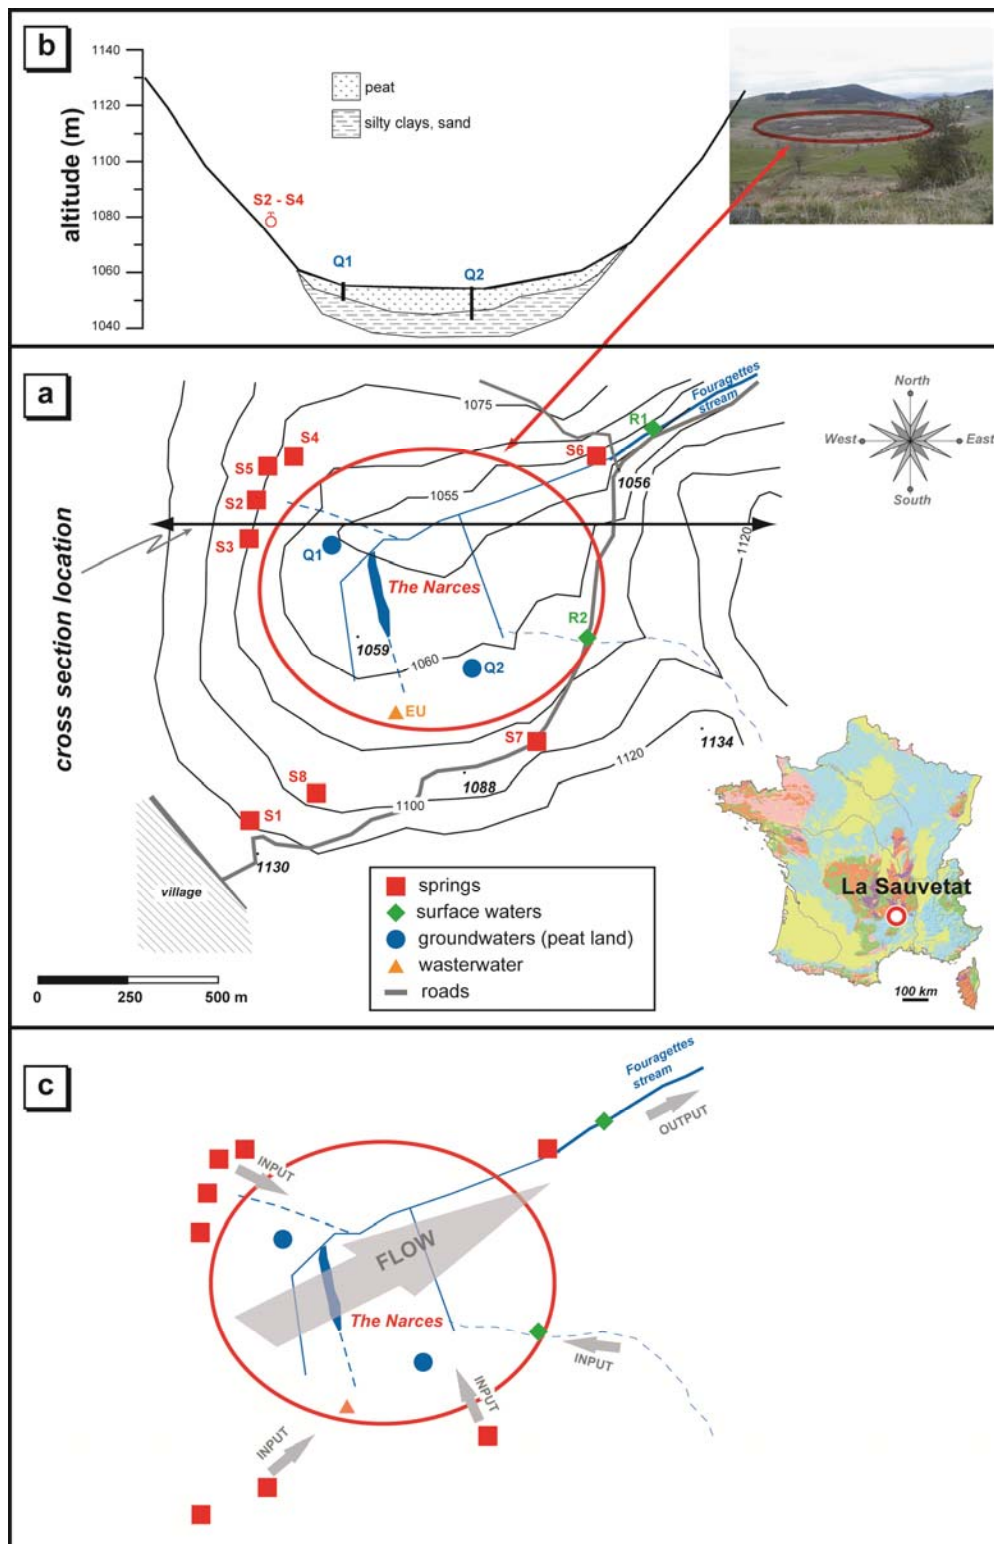 b
1140
1120
1100
1080
1060
1040
altitude (m)
peat
silty clays, sand
S2 - S4
Q1
Q2
a
1075
Fouragettes
stream
R1
S4
S5
S6
S2
S3
1055
1056
North
West
East
South
1120
Q1
The Narces
R2
1059
1060
Q2
EU
cross section location
S7
1134
1120
1088
S8
1100
S1
1130
village
springs
surface waters
groundwaters (peat land)
wasterwater
roads
0
250
500 m
La Sauvetat
100 km
c
Fouragettes
stream
OUTPUT
INPUT
FLOW
The Narces
INPUT
INPUT
INPUT